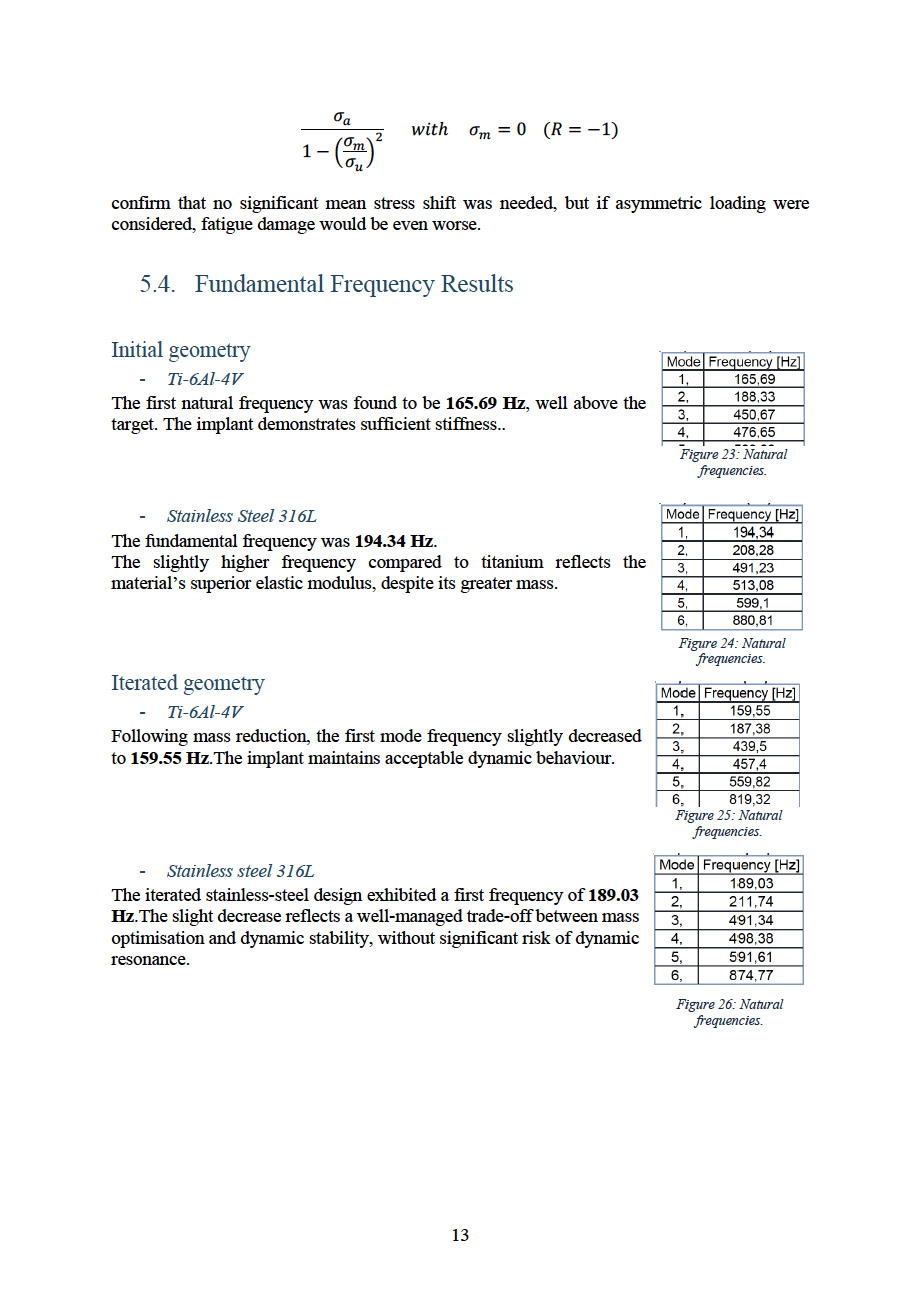 σa / 1 − (σm/σu)² with σm = 0 (R = −1)
confirm that no significant mean stress shift was needed, but if asymmetric loading were
considered, fatigue damage would be even worse.
5.4. Fundamental Frequency Results
Initial geometry
- Ti-6Al-4V
The first natural frequency was found to be 165.69 Hz, well above the
target. The implant demonstrates sufficient stiffness..
Mode Frequency [Hz]
1, 165,69
2, 188,33
3, 450,67
4, 476,65
Figure 23: Natural
frequencies.
- Stainless Steel 316L
The fundamental frequency was 194.34 Hz.
The slightly higher frequency compared to titanium reflects the
material's superior elastic modulus, despite its greater mass.
Mode Frequency [Hz]
1, 194,34
2, 208,28
3, 491,23
4, 513,08
5, 599,1
6, 880,81
Figure 24: Natural
frequencies.
Iterated geometry
- Ti-6Al-4V
Following mass reduction, the first mode frequency slightly decreased
to 159.55 Hz.The implant maintains acceptable dynamic behaviour.
Mode Frequency [Hz]
1, 159,55
2, 187,38
3, 439,5
4, 457,4
5, 559,82
6, 819,32
Figure 25: Natural
frequencies.
- Stainless steel 316L
The iterated stainless-steel design exhibited a first frequency of 189.03
Hz.The slight decrease reflects a well-managed trade-off between mass
optimisation and dynamic stability, without significant risk of dynamic
resonance.
Mode Frequency [Hz]
1, 189,03
2, 211,74
3, 491,34
4, 498,38
5, 591,61
6, 874,77
Figure 26: Natural
frequencies.
13